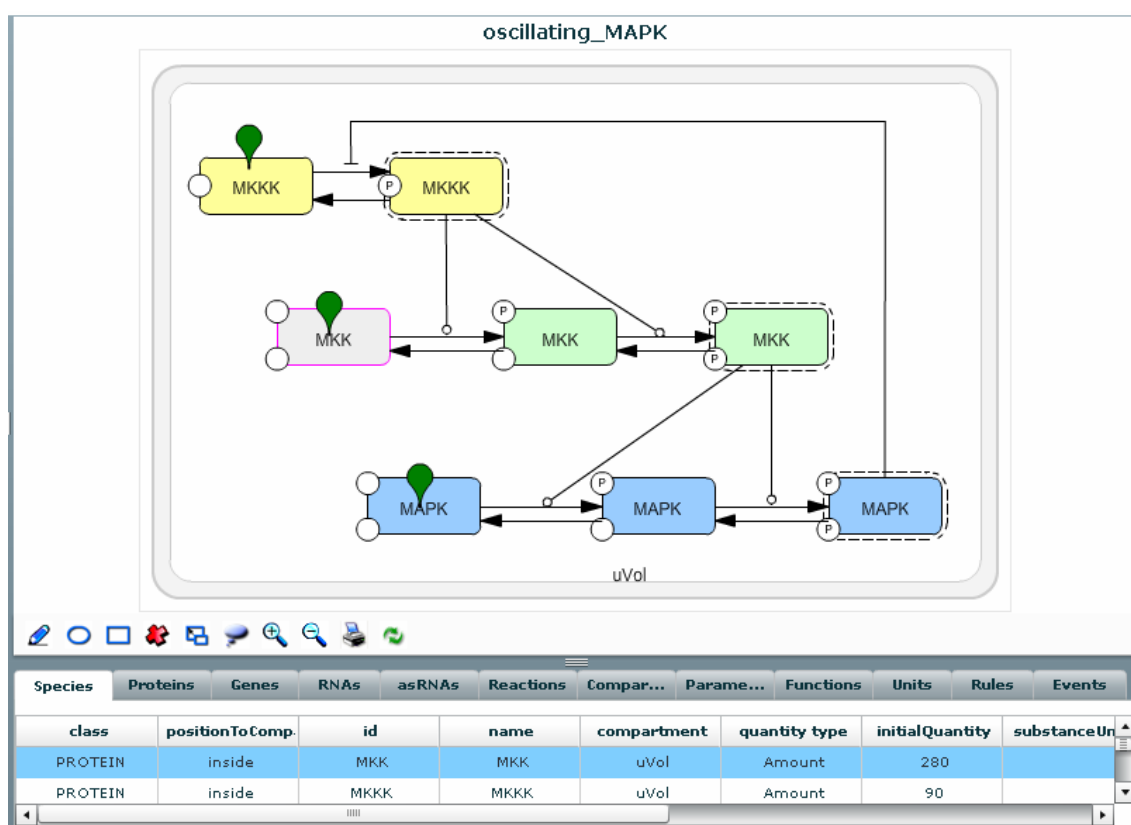 oscillating_MAPK
MKKK
P
MKKK
MKK
P
MKK
P
MKK
P
MAPK
P
MAPK
P
MAPK
P
uVol
Species Proteins Genes RNAs asRNAs Reactions Compar... Parame... Functions Units Rules Events
class positionToComp. id name compartment quantity type initialQuantity substanceUn
PROTEIN inside MKK MKK uVol Amount 280
PROTEIN inside MKKK MKKK uVol Amount 90